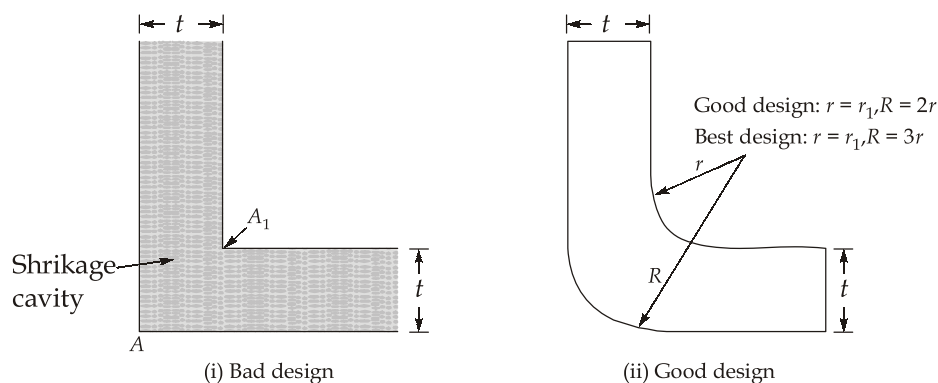 t
t
Good design: r = r₁,R = 2r
Best design: r = r₁,R = 3r
r
A₁
Shrikage
cavity
t
R
t
A
(i) Bad design
(ii) Good design